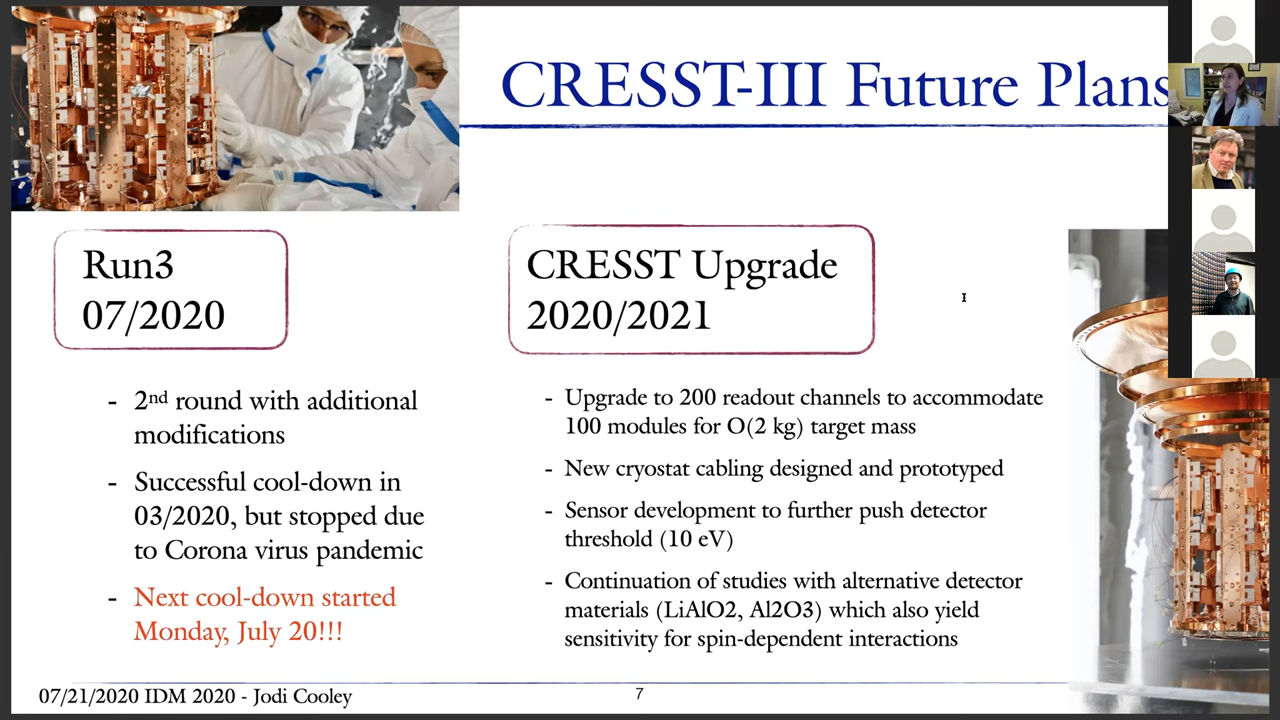 CRESST-III Future Plans
Run3
07/2020
- 2nd round with additional
modifications
- Successful cool-down in
03/2020, but stopped due
to Corona virus pandemic
- Next cool-down started
Monday, July 20!!!
CRESST Upgrade
2020/2021
- Upgrade to 200 readout channels to accommodate
100 modules for O(2 kg) target mass
- New cryostat cabling designed and prototyped
- Sensor development to further push detector
threshold (10 eV)
- Continuation of studies with alternative detector
materials (LiAlO2, Al2O3) which also yield
sensitivity for spin-dependent interactions
07/21/2020 IDM 2020 - Jodi Cooley
7